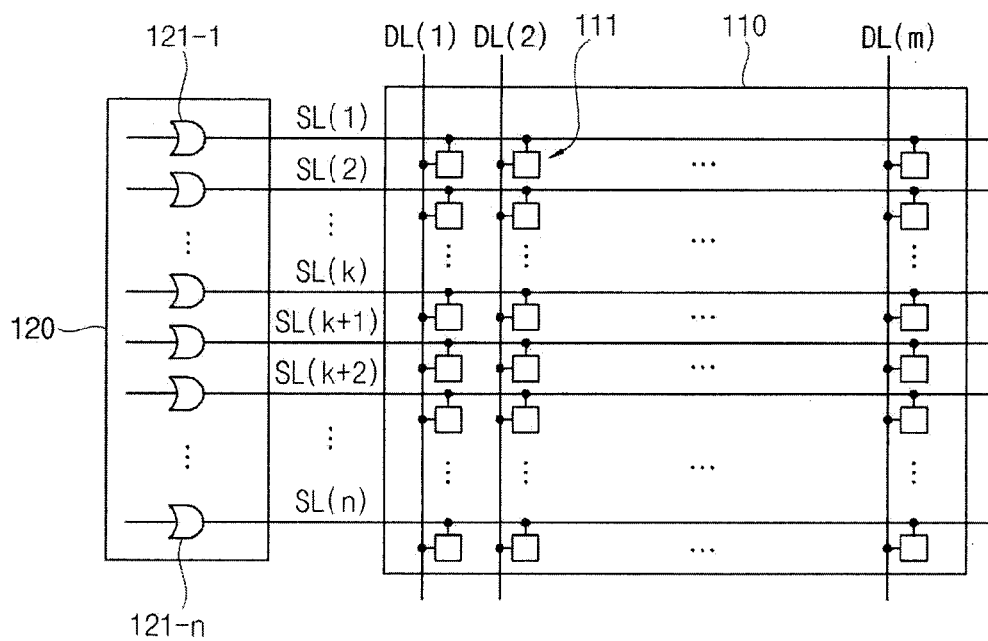 121-1
DL(1) DL(2) 111 110 DL(m)
SL(1)
SL(2)
SL(k)
120
SL(k+1)
SL(k+2)
SL(n)
121-n